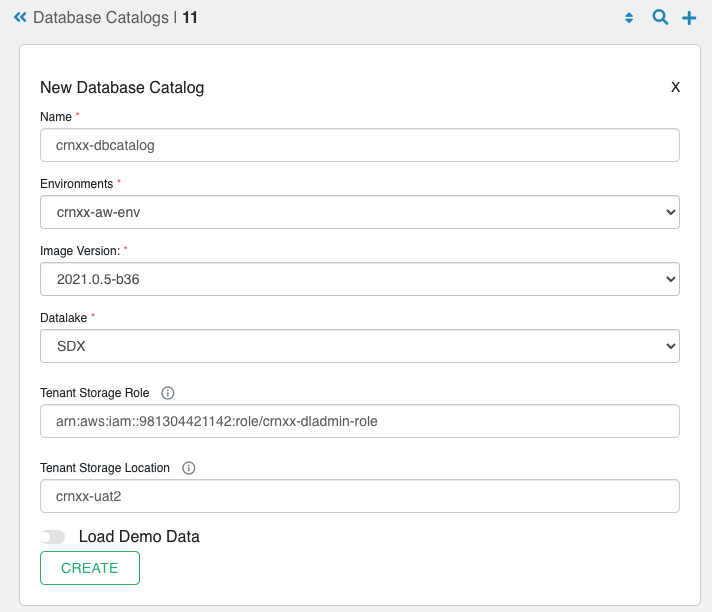 Database Catalogs | 11
New Database Catalog
X
Name *
crnxx-dbcatalog
Environments *
crnxx-aw-env
Image Version: *
2021.0.5-b36
Datalake *
SDX
Tenant Storage Role
arn:aws:iam::981304421142:role/crnxx-dladmin-role
Tenant Storage Location
crnxx-uat2
Load Demo Data
CREATE